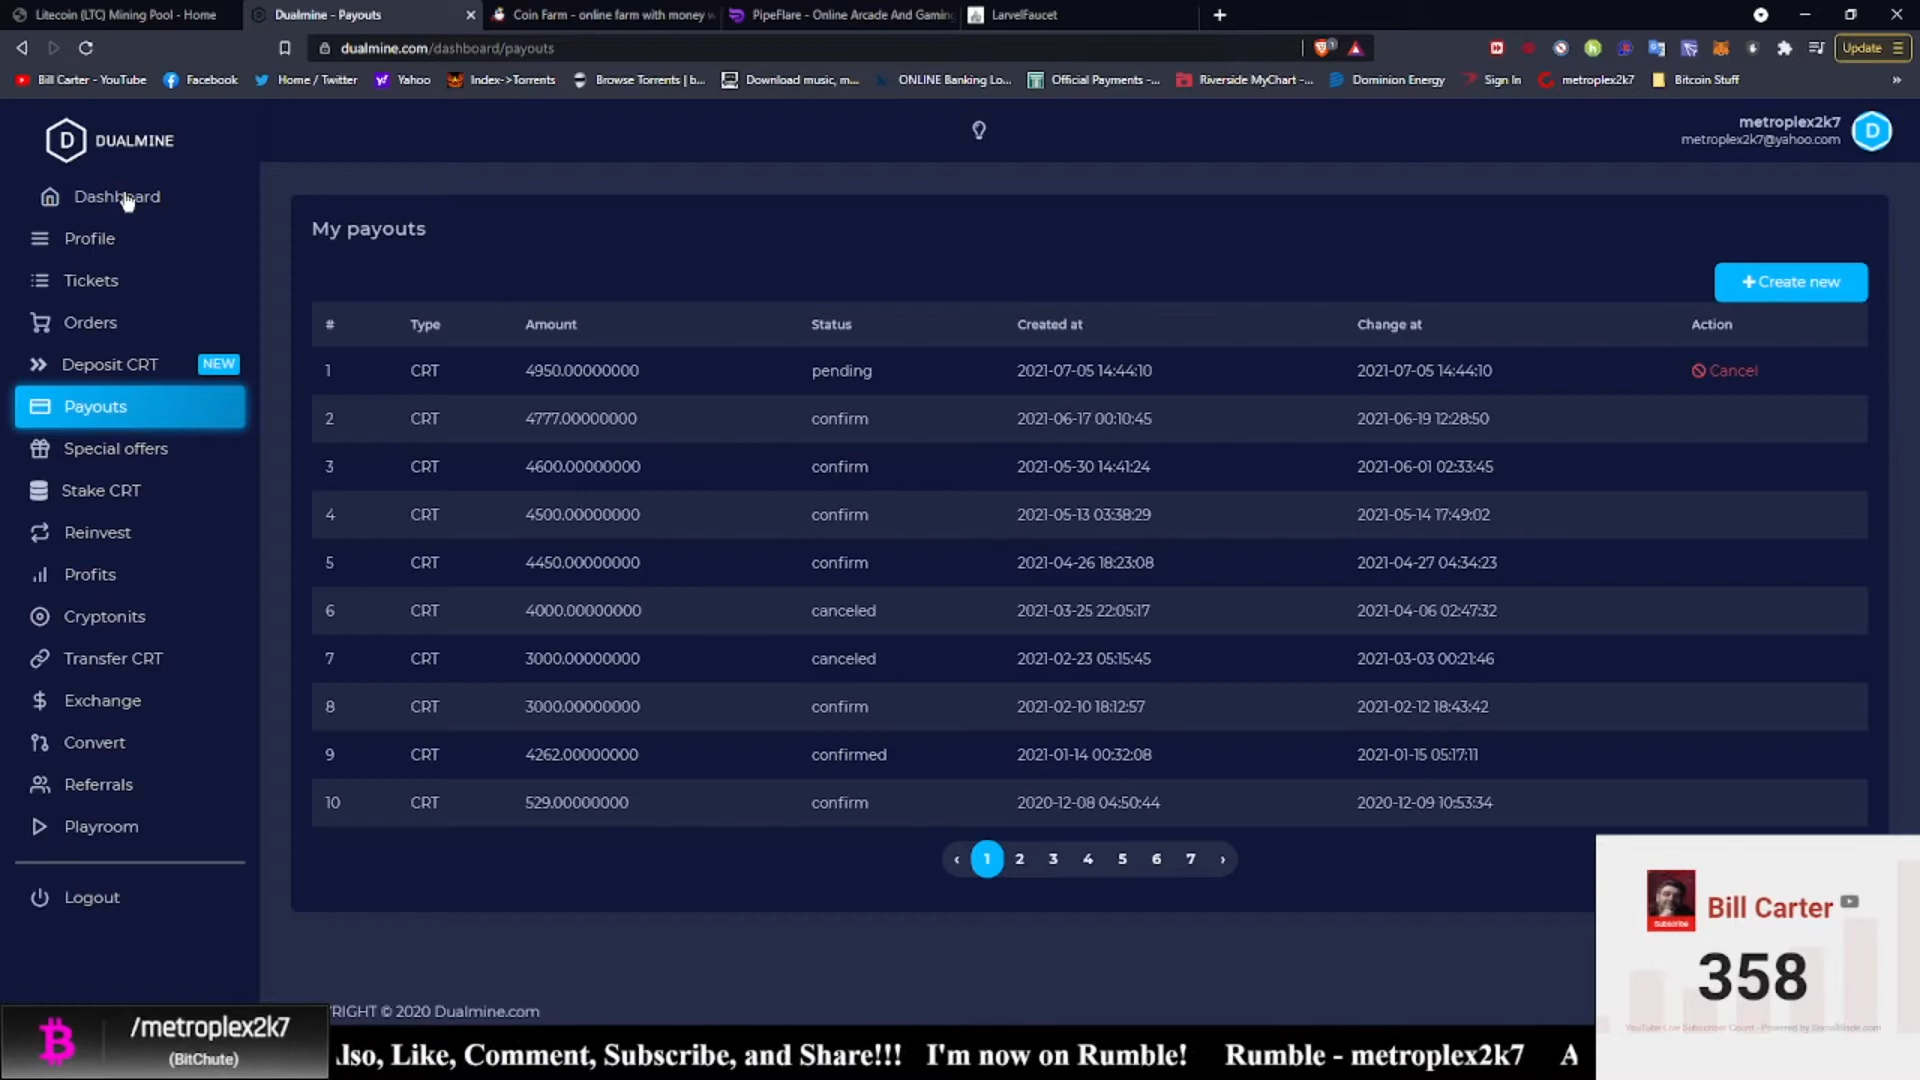 Litecoin (LTC) Mining Pool - Home
Dualmine - Payouts
Coin Farm - online farm with money w
PipeFlare - Online Arcade And Gaming
LarvelFaucet
dualmine.com/dashboard/payouts
Update
Bill Carter - YouTube
Facebook
Home / Twitter
Yahoo
Index->Torrents
Browse Torrents | b...
Download music, m...
ONLINE Banking Lo...
Official Payments -...
Riverside MyChart -...
Dominion Energy
Sign In
metroplex2k7
Bitcoin Stuff
DUALMINE
metroplex2k7
metroplex2k7@yahoo.com
Dashboard
Profile
Tickets
Orders
Deposit CRT NEW
Payouts
Special offers
Stake CRT
Reinvest
Profits
Cryptonits
Transfer CRT
Exchange
Convert
Referrals
Playroom
Logout
My payouts
+ Create new
# Type Amount Status Created at Change at Action
1 CRT 4950.00000000 pending 2021-07-05 14:44:10 2021-07-05 14:44:10 Cancel
2 CRT 4777.00000000 confirm 2021-06-17 00:10:45 2021-06-19 12:28:50
3 CRT 4600.00000000 confirm 2021-05-30 14:41:24 2021-06-01 02:33:45
4 CRT 4500.00000000 confirm 2021-05-13 03:38:29 2021-05-14 17:49:02
5 CRT 4450.00000000 confirm 2021-04-26 18:23:08 2021-04-27 04:34:23
6 CRT 4000.00000000 canceled 2021-03-25 22:05:17 2021-04-06 02:47:32
7 CRT 3000.00000000 canceled 2021-02-23 05:15:45 2021-03-03 00:21:46
8 CRT 3000.00000000 confirm 2021-02-10 18:12:57 2021-02-12 18:43:42
9 CRT 4262.00000000 confirmed 2021-01-14 00:32:08 2021-01-15 05:17:11
10 CRT 529.00000000 confirm 2020-12-08 04:50:44 2020-12-09 10:53:34
‹ 1 2 3 4 5 6 7 ›
RIGHT © 2020 Dualmine.com
Subscribe
Bill Carter
358
YouTube Live Subscriber Count - Powered by SocialBlade.com
/metroplex2k7
(BitChute)
lso, Like, Comment, Subscribe, and Share!!! I'm now on Rumble! Rumble - metroplex2k7 A